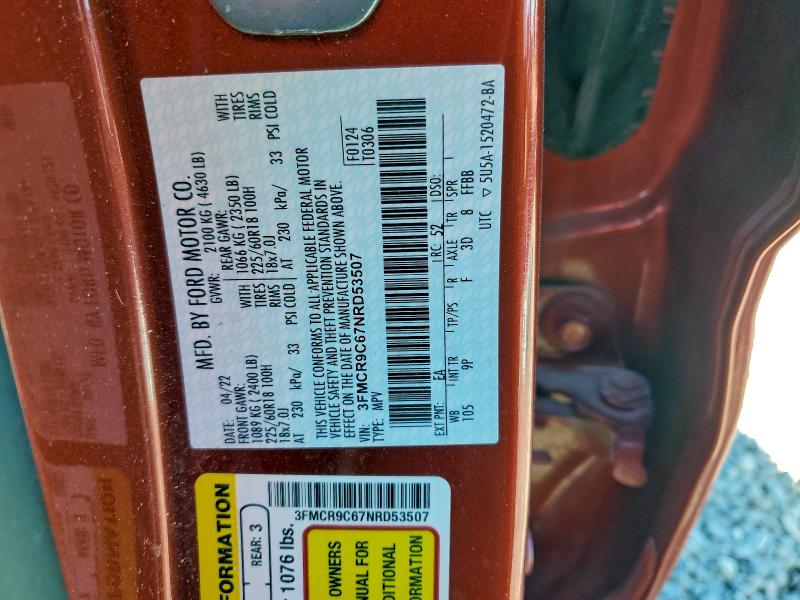 MFD. BY FORD MOTOR CO.
DATE: 04/22 GVWR: 2100 KG ( 4630 LB)
FRONT GAWR: REAR GAWR:
1089 KG ( 2400 LB) WITH 1066 KG ( 2350 LB) WITH
225/60R18 100H TIRES 225/60R18 100H TIRES
18x7.0J RIMS 18x7.0J RIMS
AT 230 kPa/ 33 PSI COLD AT 230 kPa/ 33 PSI COLD
THIS VEHICLE CONFORMS TO ALL APPLICABLE FEDERAL MOTOR
VEHICLE SAFETY AND THEFT PREVENTION STANDARDS IN
EFFECT ON THE DATE OF MANUFACTURE SHOWN ABOVE.
F0124
T0306
VIN: 3FMCR9C67NRD53507
TYPE: MPV
EXT PNT: EA RC: 52 DSO:
WB INT TR TP/PS R AXLE TR SPR
105 9P F 3D 8 FFBB
UTC ▽ 5U5A-1520472-BA
3FMCR9C67NRD53507
FORMATION
REAR: 3
1076 lbs.
OWNERS
NUAL FOR
DITIONAL
ORMATION